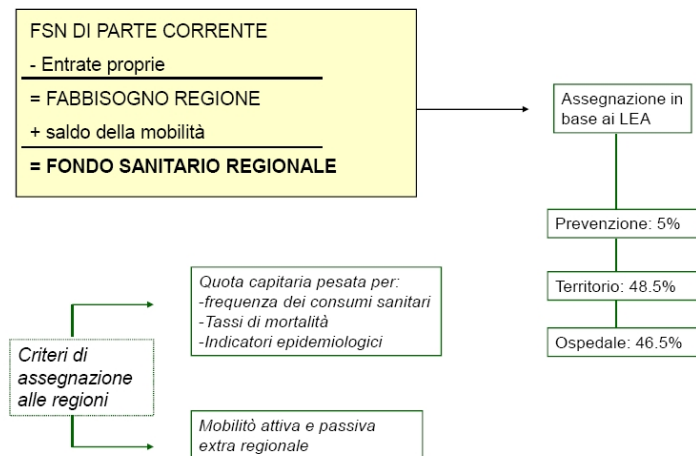 FSN DI PARTE CORRENTE
- Entrate proprie
= FABBISOGNO REGIONE
+ saldo della mobilità
= FONDO SANITARIO REGIONALE
Assegnazione in
base ai LEA
Prevenzione: 5%
Territorio: 48.5%
Ospedale: 46.5%
Criteri di
assegnazione
alle regioni
Quota capitaria pesata per:
-frequenza dei consumi sanitari
-Tassi di mortalità
-Indicatori epidemiologici
Mobilitò attiva e passiva
extra regionale